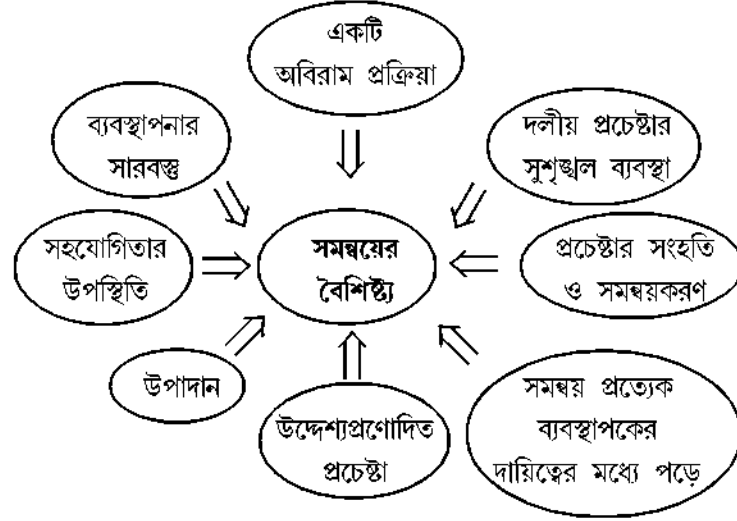 একটি
অবিরাম প্রক্রিয়া
ব্যবস্থাপনার
সারবস্তু
দলীয় প্রচেষ্টার
সুশৃঙ্খল ব্যবস্থা
সহযোগিতার
উপস্থিতি
সমন্বয়ের
বৈশিষ্ট্য
প্রচেষ্টার সংহতি
ও সমন্বয়করণ
উপাদান
উদ্দেশ্যপ্রণোদিত
প্রচেষ্টা
সমন্বয় প্রত্যেক
ব্যবস্থাপকের
দায়িত্বের মধ্যে পড়ে